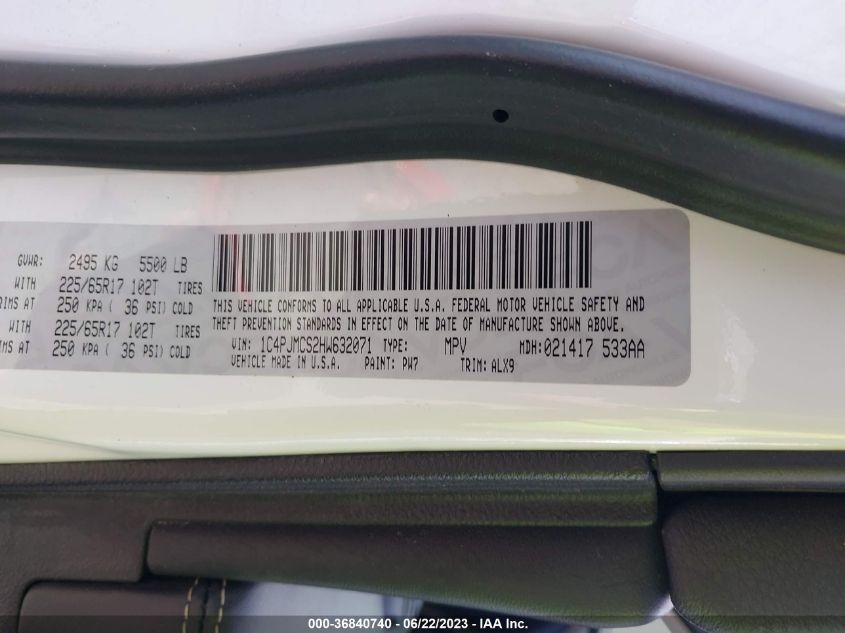 GVWR: 2495 KG 5500 LB
WITH 225/65R17 102T TIRES
RIMS AT 250 KPA ( 36 PSI) COLD
WITH 225/65R17 102T TIRES
RIMS AT 250 KPA ( 36 PSI) COLD
THIS VEHICLE CONFORMS TO ALL APPLICABLE U.S.A. FEDERAL MOTOR VEHICLE SAFETY AND
THEFT PREVENTION STANDARDS IN EFFECT ON THE DATE OF MANUFACTURE SHOWN ABOVE.
VIN: 1C4PJMCS2HW632071 TYPE: MPV MDH: 021417 533AA
VEHICLE MADE IN U.S.A. PAINT: PW7 TRIM: ALX9
000-36840740 - 06/22/2023 - IAA Inc.